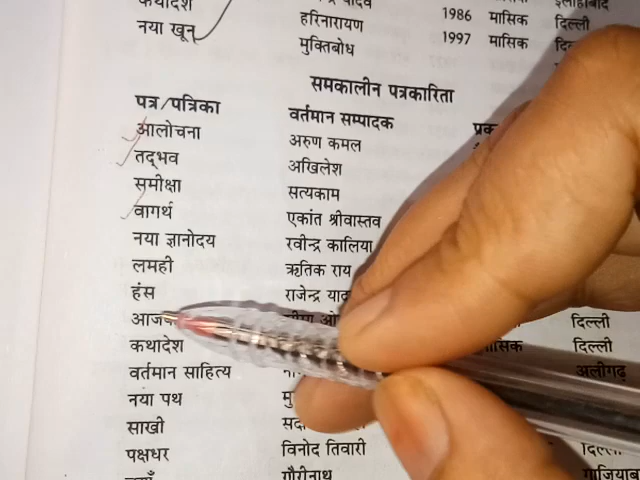 कथादेश यादव इलाहाबाद
नया खून हरिनारायण 1986 मासिक दिल्ली
मुक्तिबोध 1997 मासिक
समकालीन पत्रकारिता
पत्र/पत्रिका वर्तमान सम्पादक
आलोचना अरुण कमल
तद्भव अखिलेश
समीक्षा सत्यकाम
वागर्थ एकांत श्रीवास्तव
नया ज्ञानोदय रवीन्द्र कालिया
लमही ऋतिक राय
हंस राजेन्द्र
दिल्ली
कथादेश दिल्ली
वर्तमान साहित्य अलीगढ़
नया पथ
साखी
पक्षधर विनोद तिवारी
गौरीनाथ